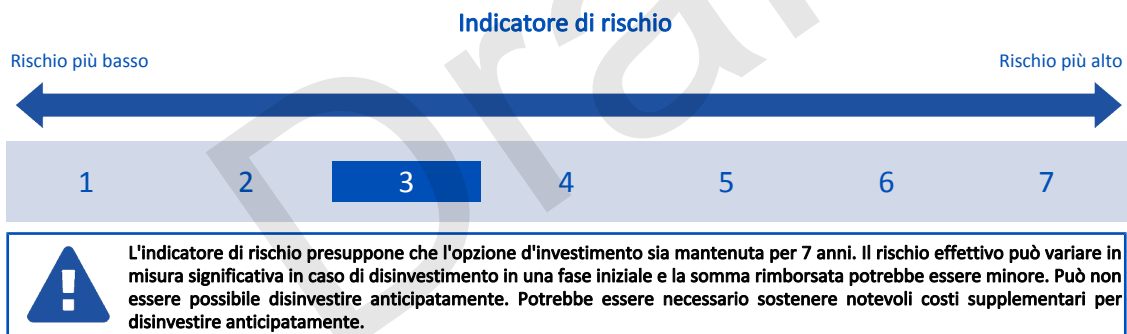 Indicatore di rischio
Rischio più basso
Rischio più alto
1 2 3 4 5 6 7
L'indicatore di rischio presuppone che l'opzione d'investimento sia mantenuta per 7 anni. Il rischio effettivo può variare in
misura significativa in caso di disinvestimento in una fase iniziale e la somma rimborsata potrebbe essere minore. Può non
essere possibile disinvestire anticipatamente. Potrebbe essere necessario sostenere notevoli costi supplementari per
disinvestire anticipatamente.